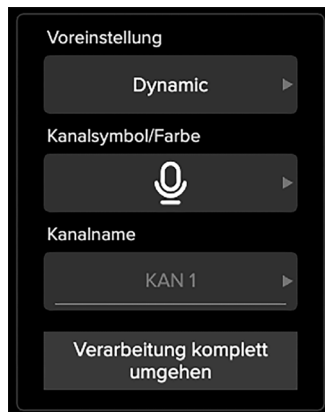 Voreinstellung
Dynamic
Kanalsymbol/Farbe
Kanalname
KAN 1
Verarbeitung komplett
umgehen